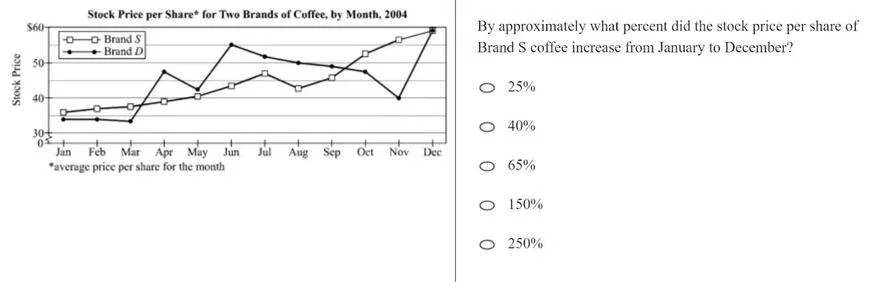 Stock Price per Share* for Two Brands of Coffee, by Month, 2004
$60
Brand S
Brand D
50
Stock Price
40
30
0
Jan Feb Mar Apr May Jun Jul Aug Sep Oct Nov Dec
*average price per share for the month
By approximately what percent did the stock price per share of
Brand S coffee increase from January to December?
25%
40%
65%
150%
250%